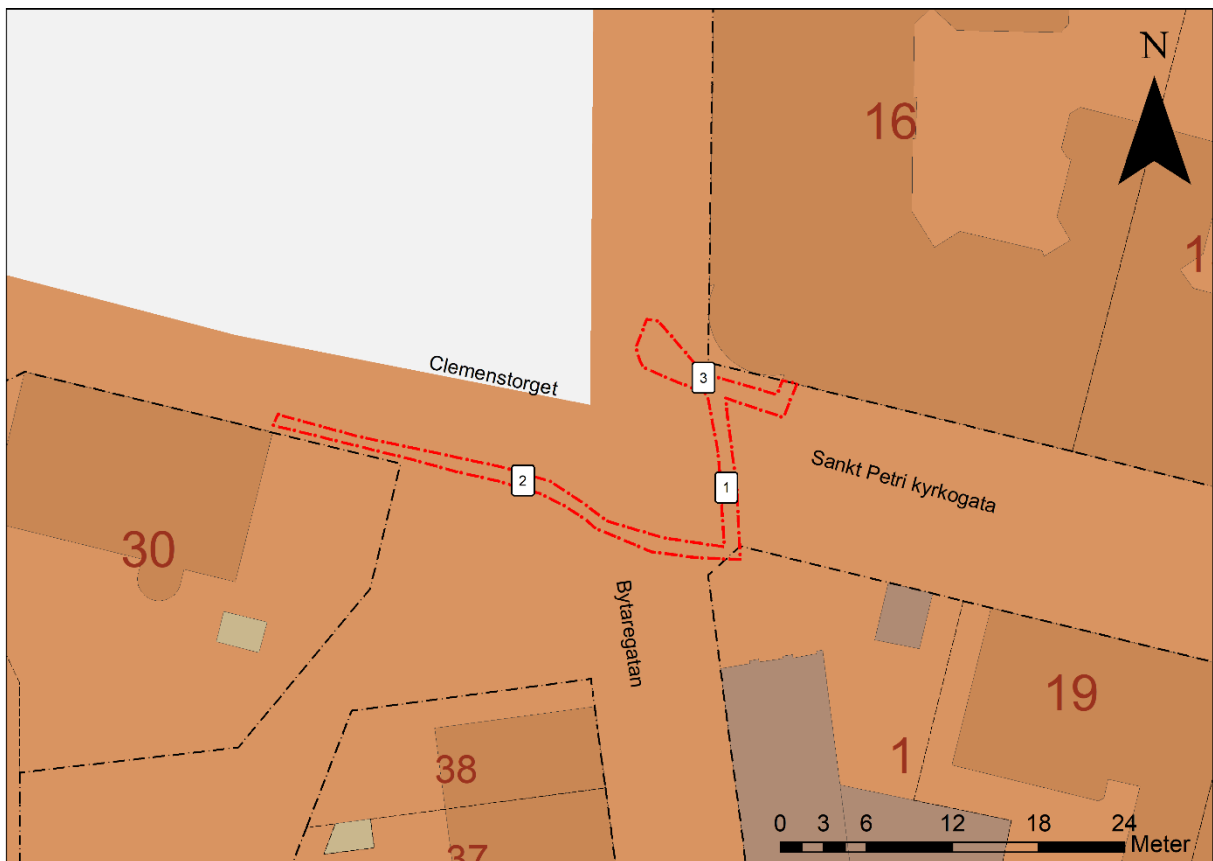 N
16
1
Clemenstorget
3
Sankt Petri kyrkogata
2
1
30
Bytaregatan
19
38
1
37
0 3 6 12 18 24
Meter